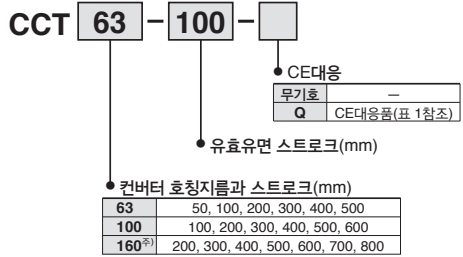 CCT 63 - 100 -
CE대응
무기호 —
Q CE대응품(표 1참조)
유효유면 스트로크(mm)
컨버터 호칭지름과 스트로크(mm)
63 50, 100, 200, 300, 400, 500
100 100, 200, 300, 400, 500, 600
160주) 200, 300, 400, 500, 600, 700, 800